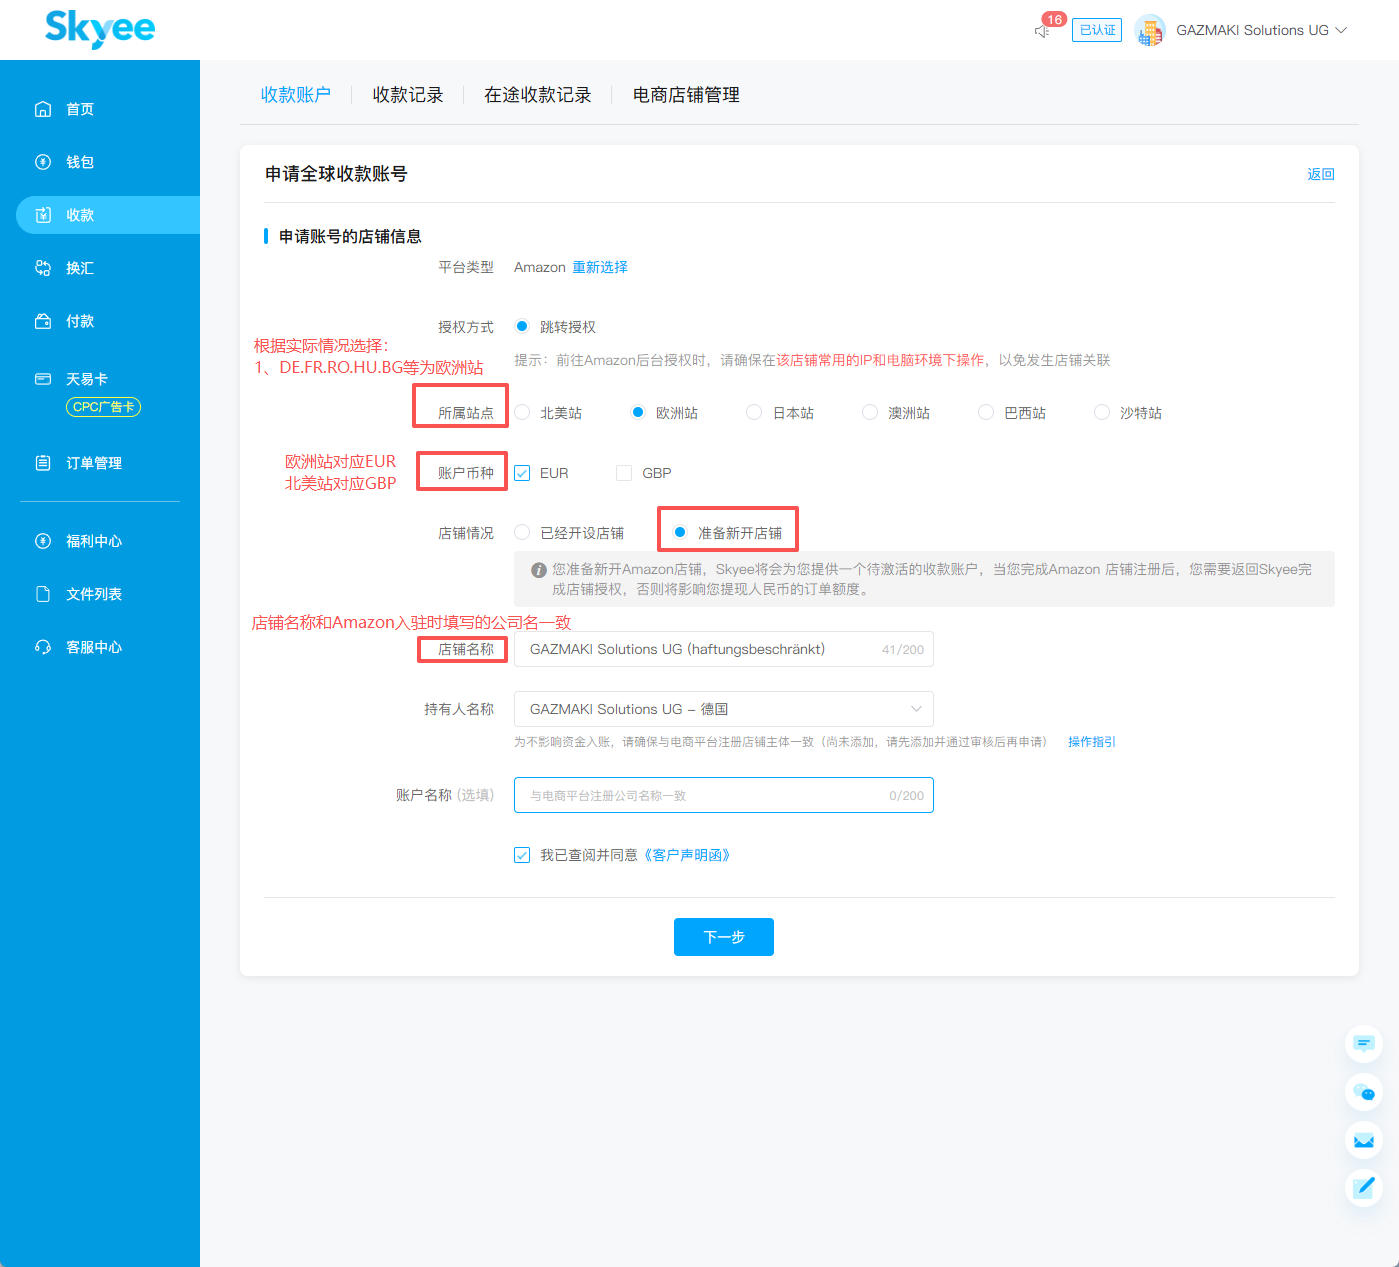 Skyee
16
已认证
GAZMAKI Solutions UG
首页
钱包
收款
换汇
付款
天易卡
CPC广告卡
订单管理
福利中心
文件列表
客服中心
收款账户
收款记录
在途收款记录
电商店铺管理
申请全球收款账号
返回
申请账号的店铺信息
平台类型 Amazon 重新选择
授权方式 跳转授权
根据实际情况选择：
1、DE.FR.RO.HU.BG等为欧洲站
提示：前往Amazon后台授权时，请确保在该店铺常用的IP和电脑环境下操作，以免发生店铺关联
所属站点 北美站 欧洲站 日本站 澳洲站 巴西站 沙特站
欧洲站对应EUR
北美站对应GBP
账户币种 EUR GBP
店铺情况 已经开设店铺 准备新开店铺
您准备新开Amazon店铺，Skyee将会为您提供一个待激活的收款账户，当您完成Amazon 店铺注册后，您需要返回Skyee完
成店铺授权，否则将影响您提现人民币的订单额度。
店铺名称和Amazon入驻时填写的公司名一致
店铺名称 GAZMAKI Solutions UG (haftungsbeschränkt) 41/200
持有人名称 GAZMAKI Solutions UG - 德国
为不影响资金入账，请确保与电商平台注册店铺主体一致（尚未添加，请先添加并通过审核后再申请） 操作指引
账户名称 (选填) 与电商平台注册公司名称一致 0/200
我已查阅并同意《客户声明函》
下一步